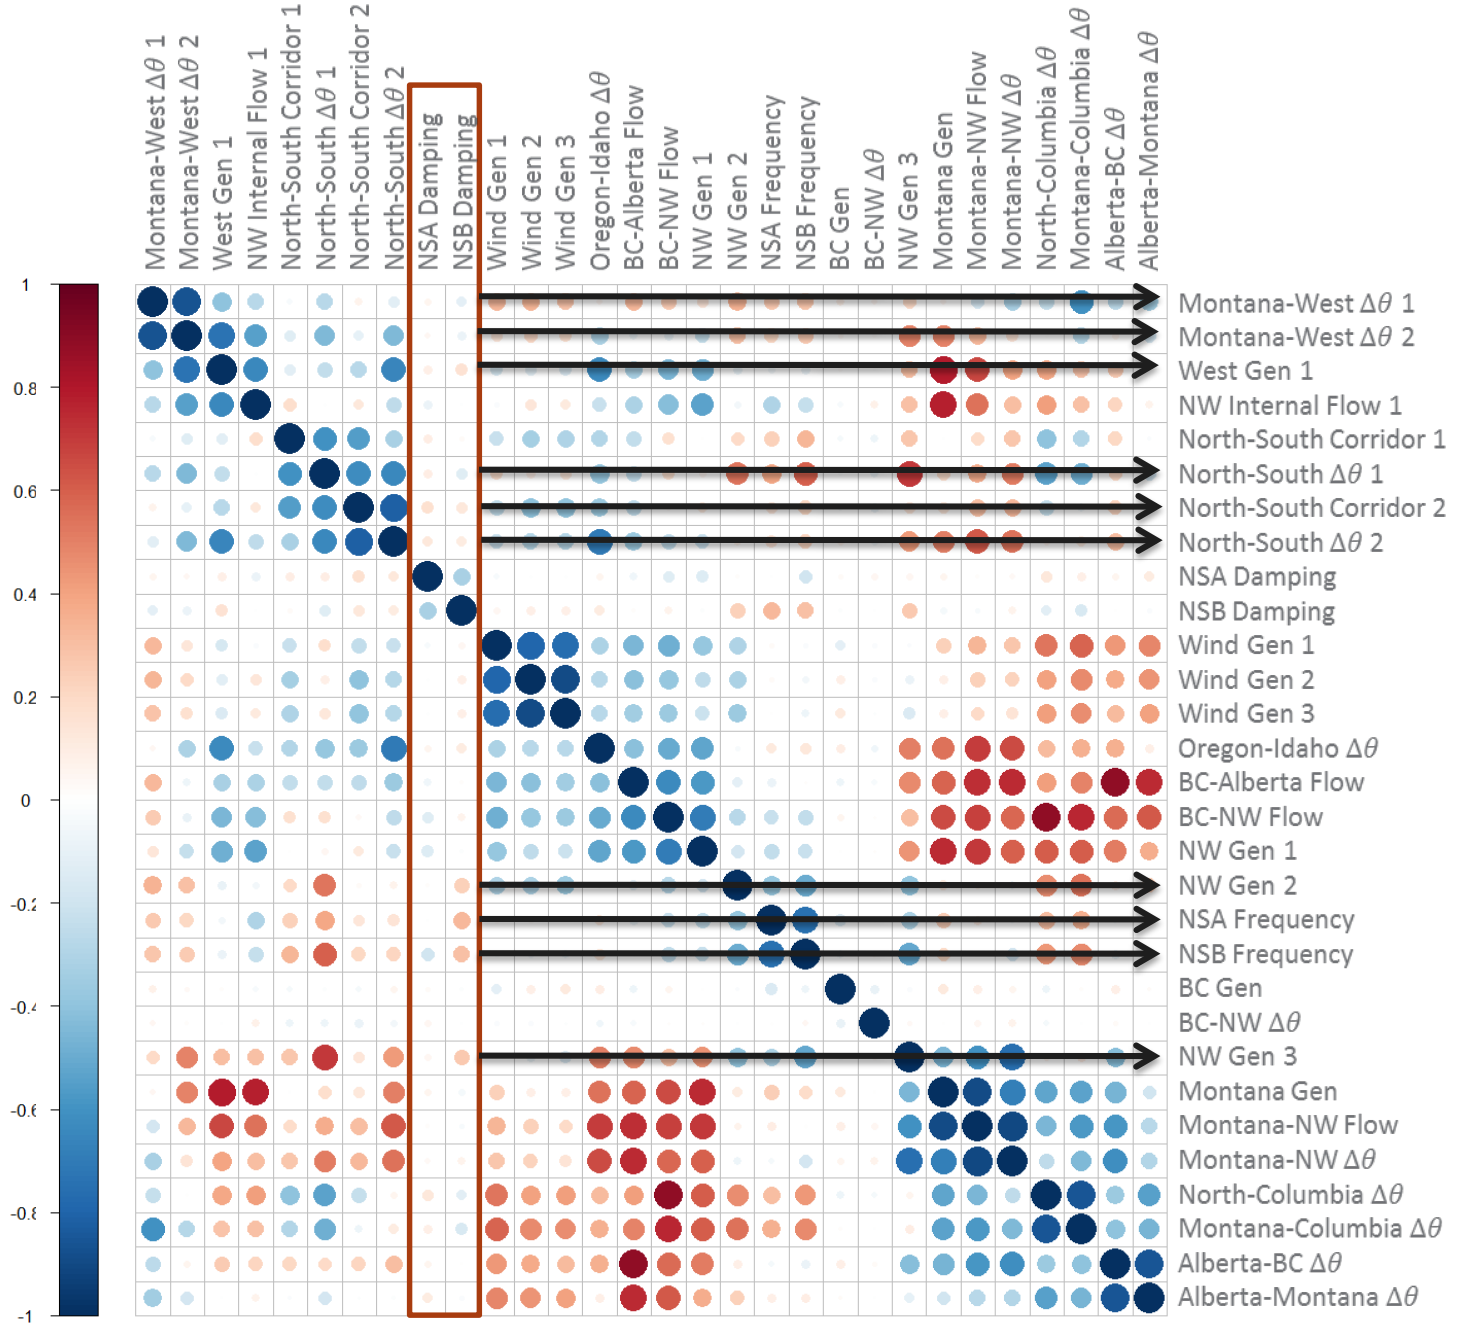 Montana-West Δθ 1
Montana-West Δθ 2
West Gen 1
NW Internal Flow 1
North-South Corridor 1
North-South Δθ 1
North-South Corridor 2
North-South Δθ 2
NSA Damping
NSB Damping
Wind Gen 1
Wind Gen 2
Wind Gen 3
Oregon-Idaho Δθ
BC-Alberta Flow
BC-NW Flow
NW Gen 1
NW Gen 2
NSA Frequency
NSB Frequency
BC Gen
BC-NW Δθ
NW Gen 3
Montana Gen
Montana-NW Flow
Montana-NW Δθ
North-Columbia Δθ
Montana-Columbia Δθ
Alberta-BC Δθ
Alberta-Montana Δθ
1
0.8
0.6
0.4
0.2
0
-0.2
-0.4
-0.6
-0.8
-1
Montana-West Δθ 1
Montana-West Δθ 2
West Gen 1
NW Internal Flow 1
North-South Corridor 1
North-South Δθ 1
North-South Corridor 2
North-South Δθ 2
NSA Damping
NSB Damping
Wind Gen 1
Wind Gen 2
Wind Gen 3
Oregon-Idaho Δθ
BC-Alberta Flow
BC-NW Flow
NW Gen 1
NW Gen 2
NSA Frequency
NSB Frequency
BC Gen
BC-NW Δθ
NW Gen 3
Montana Gen
Montana-NW Flow
Montana-NW Δθ
North-Columbia Δθ
Montana-Columbia Δθ
Alberta-BC Δθ
Alberta-Montana Δθ